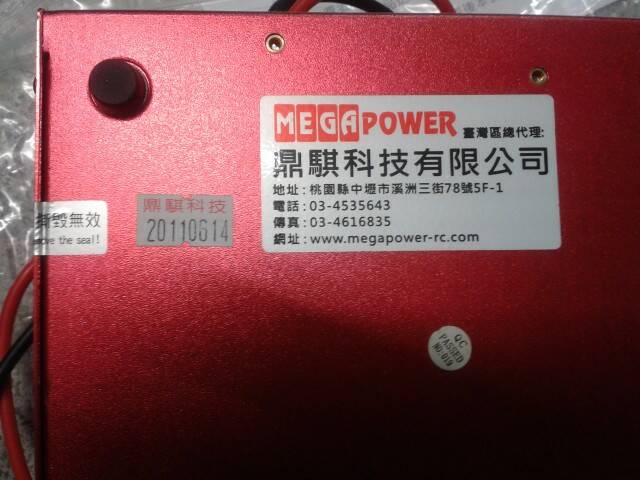 MEGAPOWER 臺灣區總代理:
鼎騏科技有限公司
地址:桃園縣中壢市溪洲三街78號5F-1
電話:03-4535643
傳真:03-4616835
網址:www.megapower-rc.com
鼎騏科技
20110614
撕毀無效
the seal!
QC
PASSED
NO:019